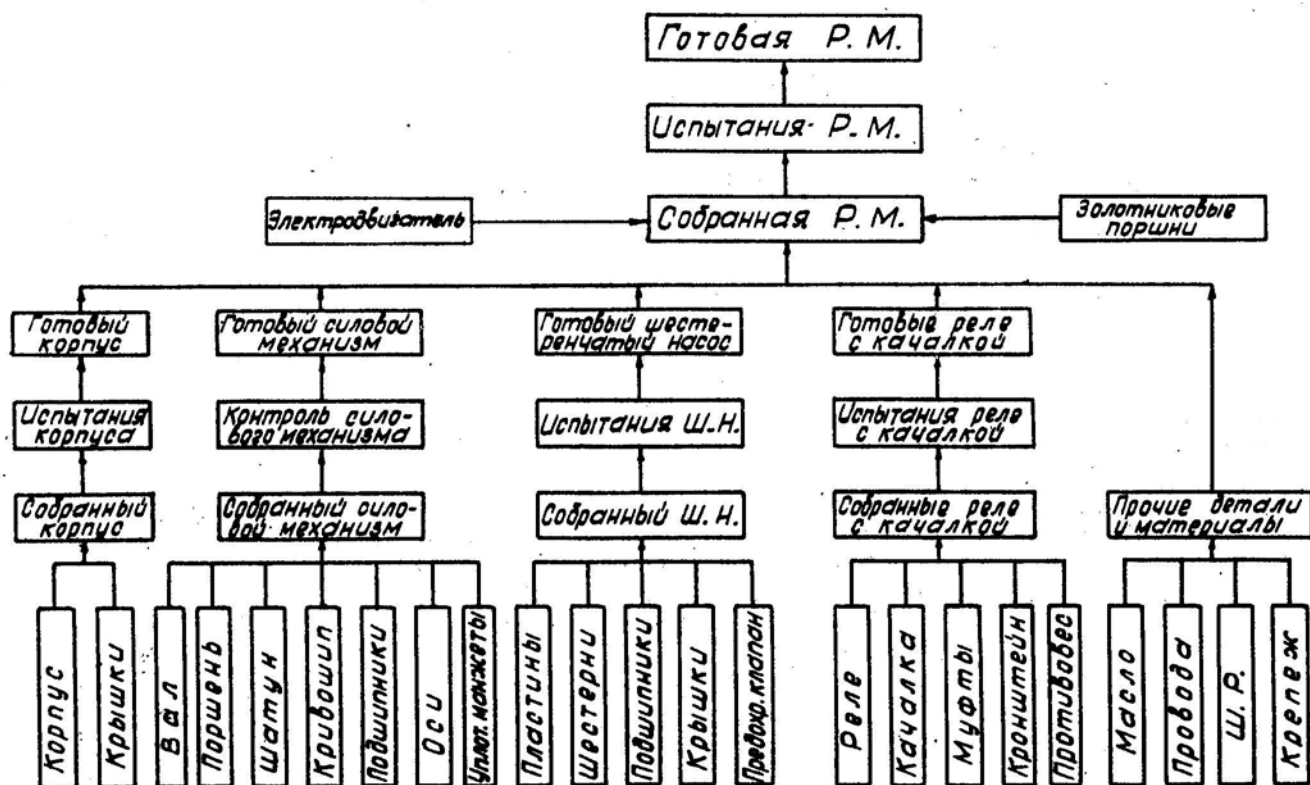 Готовая Р. М.
Испытания Р. М.
Электродвигатель
Собранная Р. М.
Золотниковые
поршни
Готовый
корпус
Готовый силовой
механизм
Готовый шесте-
ренчатый насос
Готовые реле
с качалкой
Испытания
корпуса
Контроль сило-
вого механизма
Испытания Ш.Н.
Испытания реле
с качалкой
Собранный
корпус
Собранный сило-
вой механизм
Собранный Ш. Н.
Собранные реле
с качалкой
Прочие детали
и материалы
Корпус
Крышки
Вал
Поршень
Шатун
Кривошип
Подшипники
Оси
Уплот. манжеты
Пластины
Шестерни
Подшипники
Крышки
Предохр. клапан
Реле
Качалка
Муфты
Кронштейн
Противовес
Масло
Провода
Ш. Р.
Крепеж